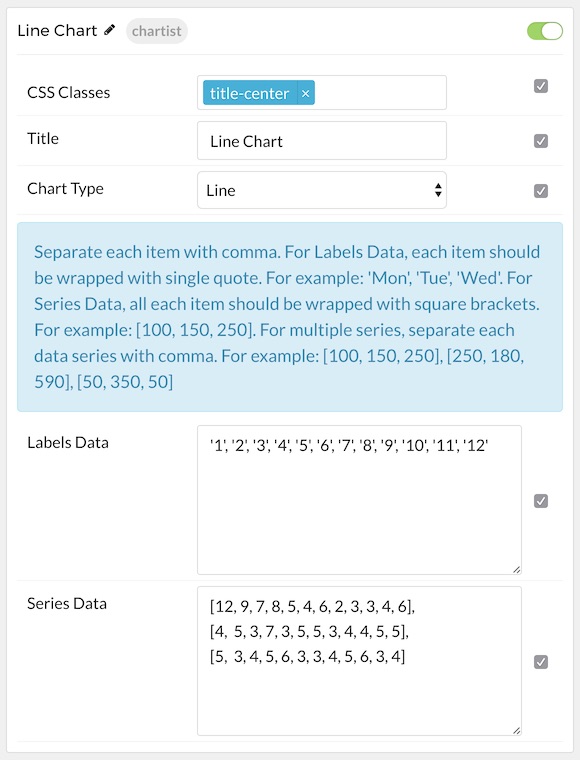 Line Chart chartist
CSS Classes title-center ×
Title Line Chart
Chart Type Line
Separate each item with comma. For Labels Data, each item should
be wrapped with single quote. For example: 'Mon', 'Tue', 'Wed'. For
Series Data, all each item should be wrapped with square brackets.
For example: [100, 150, 250]. For multiple series, separate each
data series with comma. For example: [100, 150, 250], [250, 180,
590], [50, 350, 50]
Labels Data '1', '2', '3', '4', '5', '6', '7', '8', '9', '10', '11', '12'
Series Data [12, 9, 7, 8, 5, 4, 6, 2, 3, 3, 4, 6],
[4, 5, 3, 7, 3, 5, 5, 3, 4, 4, 5, 5],
[5, 3, 4, 5, 6, 3, 3, 4, 5, 6, 3, 4]